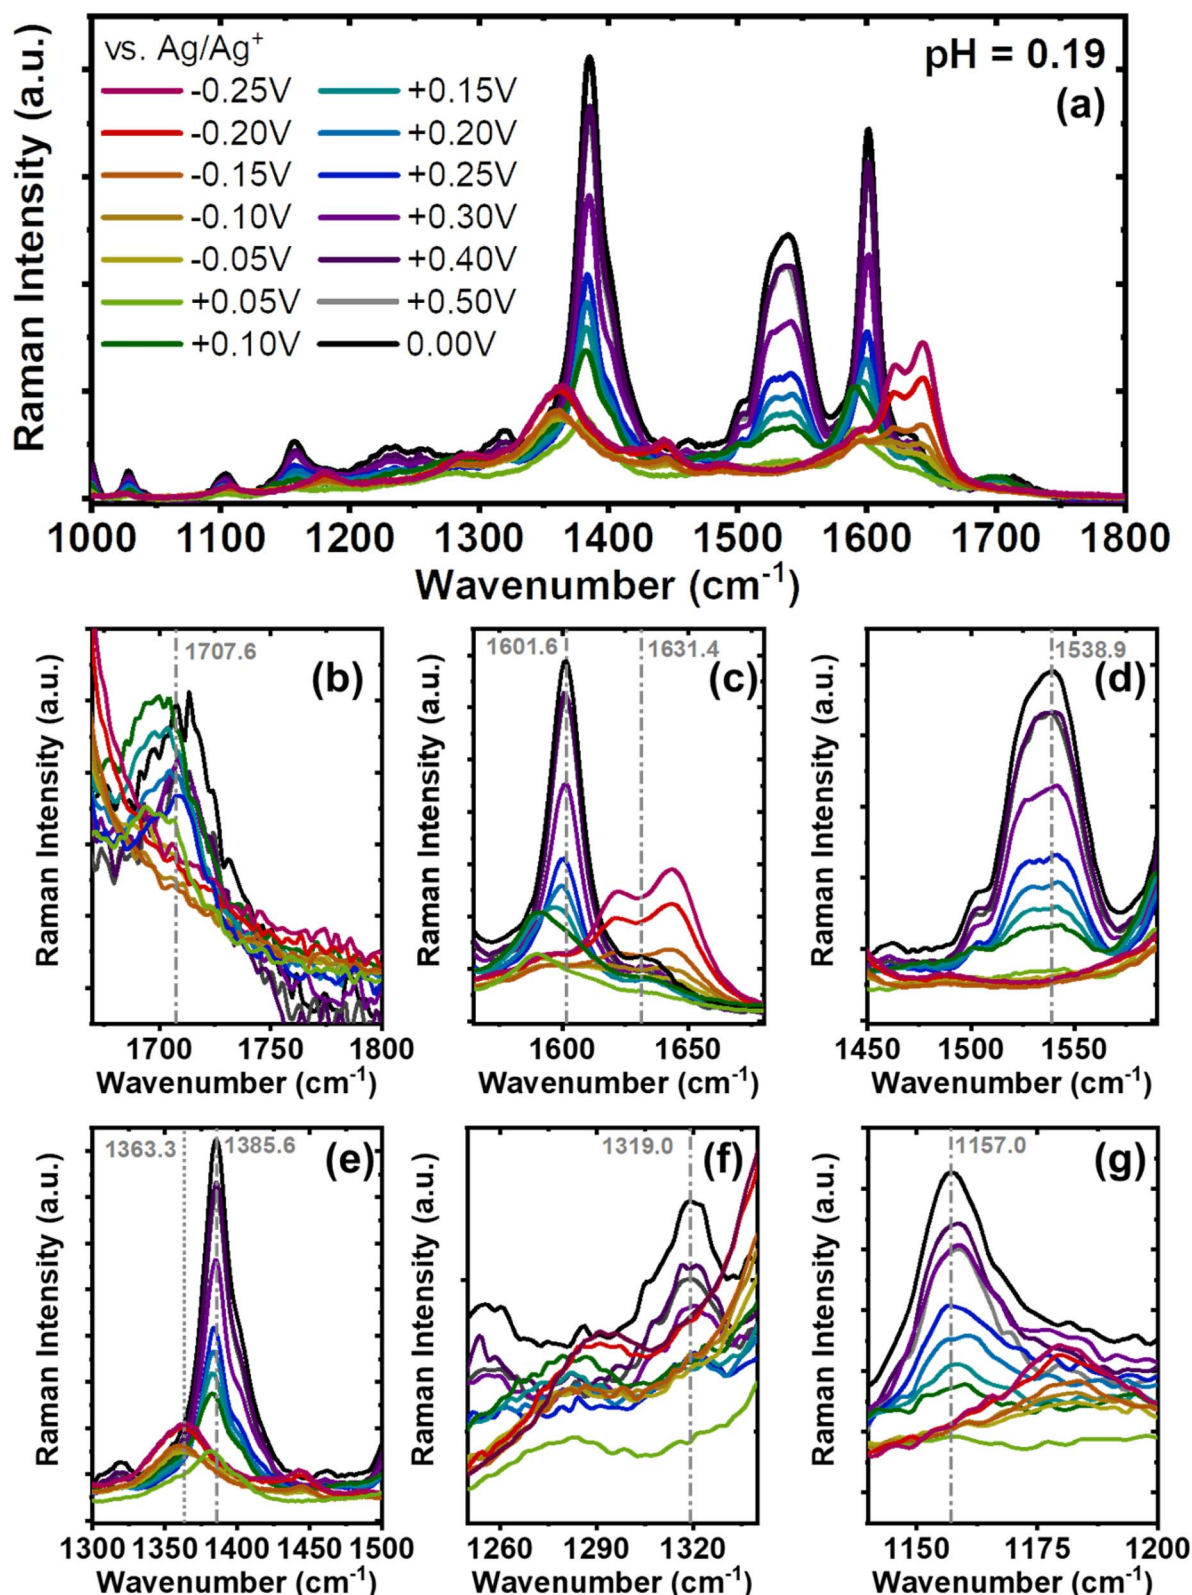 vs. Ag/Ag⁺
pH = 0.19
(a)
-0.25V +0.15V
-0.20V +0.20V
-0.15V +0.25V
-0.10V +0.30V
-0.05V +0.40V
+0.05V +0.50V
+0.10V 0.00V
Raman Intensity (a.u.)
1000 1100 1200 1300 1400 1500 1600 1700 1800
Wavenumber (cm⁻¹)
1707.6
(b)
Raman Intensity (a.u.)
1700 1750 1800
Wavenumber (cm⁻¹)
1601.6 1631.4
(c)
Raman Intensity (a.u.)
1600 1650
Wavenumber (cm⁻¹)
1538.9
(d)
Raman Intensity (a.u.)
1450 1500 1550
Wavenumber (cm⁻¹)
1363.3 1385.6
(e)
Raman Intensity (a.u.)
1300 1350 1400 1450 1500
Wavenumber (cm⁻¹)
1319.0
(f)
Raman Intensity (a.u.)
1260 1290 1320
Wavenumber (cm⁻¹)
1157.0
(g)
Raman Intensity (a.u.)
1150 1175 1200
Wavenumber (cm⁻¹)